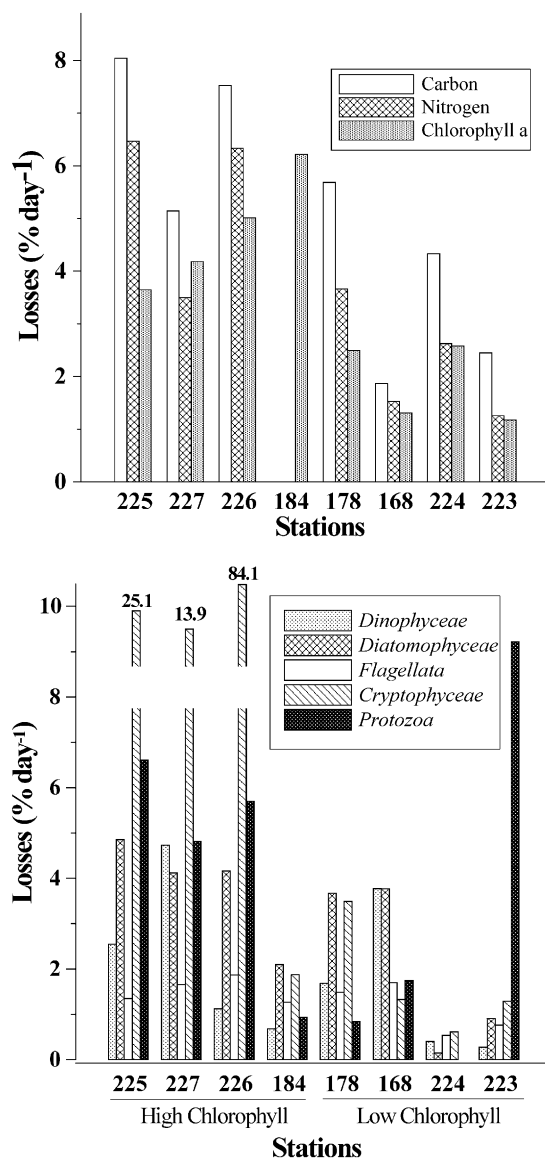 8
6
4
2
0
Losses (% day-1)
Carbon
Nitrogen
Chlorophyll a
225 227 226 184 178 168 224 223
Stations
10
8
6
4
2
0
Losses (% day-1)
25.1
13.9
84.1
Dinophyceae
Diatomophyceae
Flagellata
Cryptophyceae
Protozoa
225 227 226 184 178 168 224 223
High Chlorophyll Low Chlorophyll
Stations